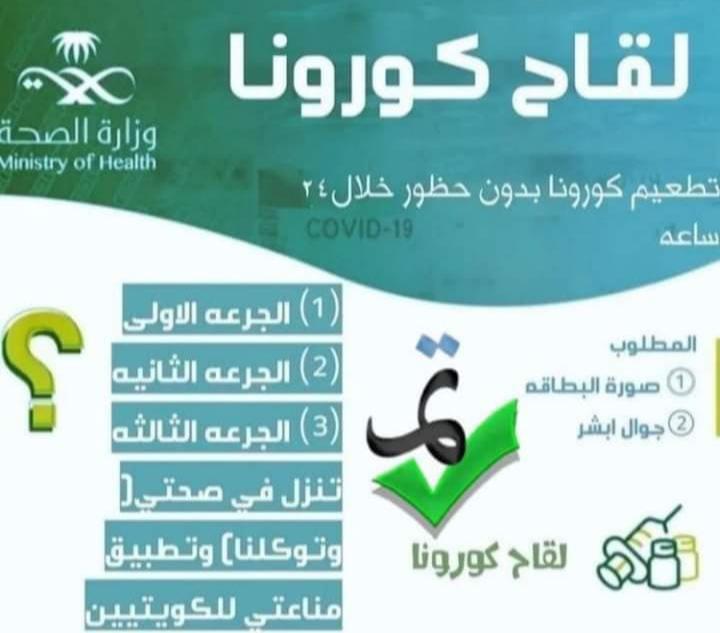 لقاح كورونا
وزارة الصحة
Ministry of Health
تطعيم كورونا بدون حظور خلال ٢٤
ساعه
COVID-19
المطلوب
① صورة البطاقه
② جوال ابشر
(1) الجرعه الاولى
(2) الجرعه الثانيه
(3) الجرعه الثالثه
تنزل في صحتي(
وتوكلنا) وتطبيق
مناعتي للكويتيين
؟
تم
لقاح كورونا